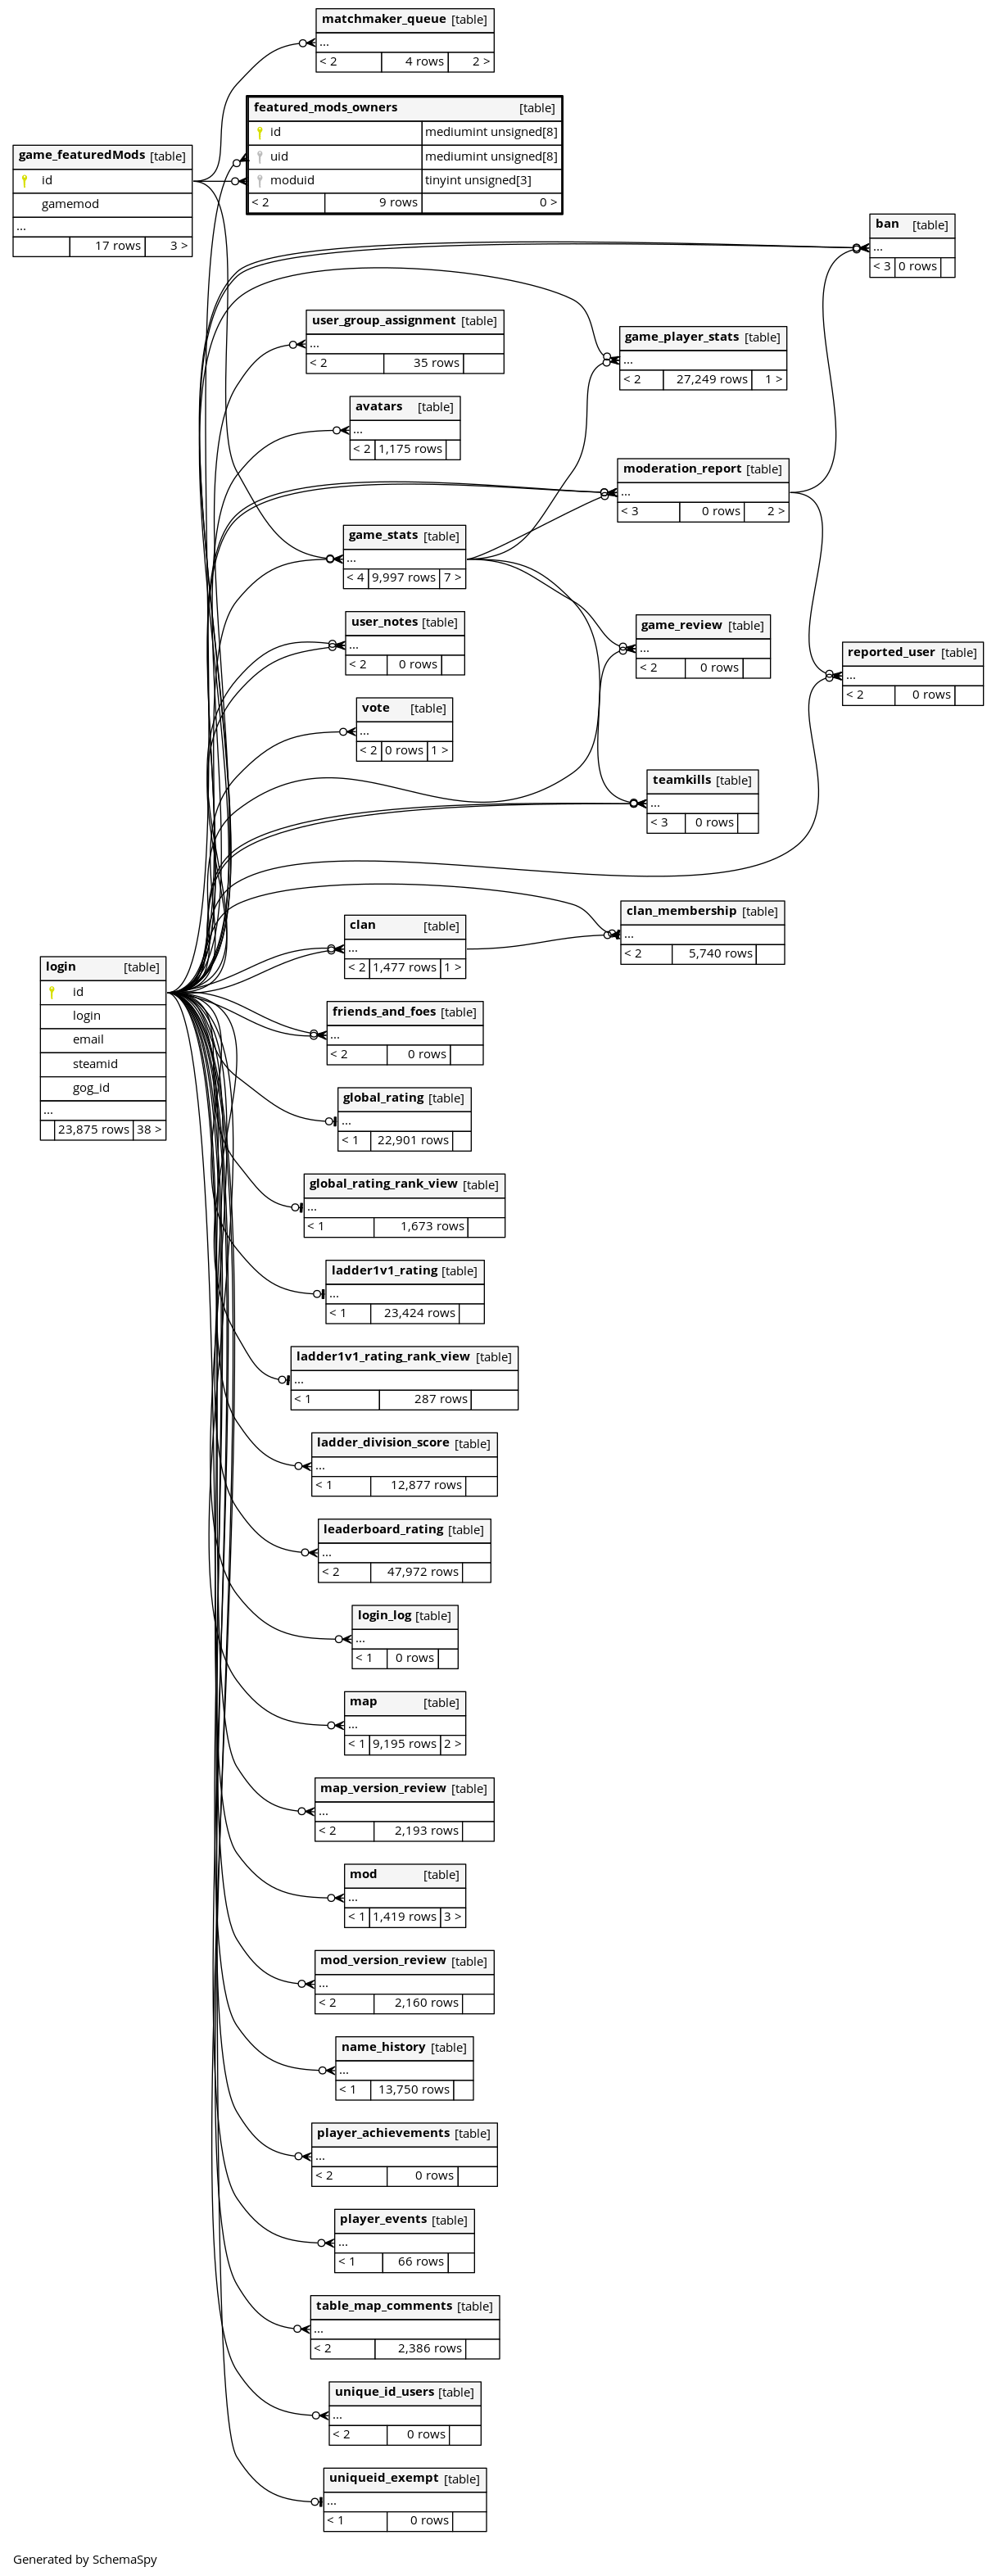 matchmaker_queue [table]
...
< 2 4 rows 2 >
featured_mods_owners [table]
id mediumint unsigned[8]
uid mediumint unsigned[8]
moduid tinyint unsigned[3]
< 2 9 rows 0 >
game_featuredMods [table]
id
gamemod
...
17 rows 3 >
ban [table]
...
< 3 0 rows
user_group_assignment [table]
...
< 2 35 rows
game_player_stats [table]
...
< 2 27,249 rows 1 >
avatars [table]
...
< 2 1,175 rows
moderation_report [table]
...
< 3 0 rows 2 >
game_stats [table]
...
< 4 9,997 rows 7 >
user_notes [table]
...
< 2 0 rows
game_review [table]
...
< 2 0 rows
reported_user [table]
...
< 2 0 rows
vote [table]
...
< 2 0 rows 1 >
teamkills [table]
...
< 3 0 rows
clan_membership [table]
...
< 2 5,740 rows
clan [table]
...
< 2 1,477 rows 1 >
login [table]
id
login
email
steamid
gog_id
...
23,875 rows 38 >
friends_and_foes [table]
...
< 2 0 rows
global_rating [table]
...
< 1 22,901 rows
global_rating_rank_view [table]
...
< 1 1,673 rows
ladder1v1_rating [table]
...
< 1 23,424 rows
ladder1v1_rating_rank_view [table]
...
< 1 287 rows
ladder_division_score [table]
...
< 1 12,877 rows
leaderboard_rating [table]
...
< 2 47,972 rows
login_log [table]
...
< 1 0 rows
map [table]
...
< 1 9,195 rows 2 >
map_version_review [table]
...
< 2 2,193 rows
mod [table]
...
< 1 1,419 rows 3 >
mod_version_review [table]
...
< 2 2,160 rows
name_history [table]
...
< 1 13,750 rows
player_achievements [table]
...
< 2 0 rows
player_events [table]
...
< 1 66 rows
table_map_comments [table]
...
< 2 2,386 rows
unique_id_users [table]
...
< 2 0 rows
uniqueid_exempt [table]
...
< 1 0 rows
Generated by SchemaSpy